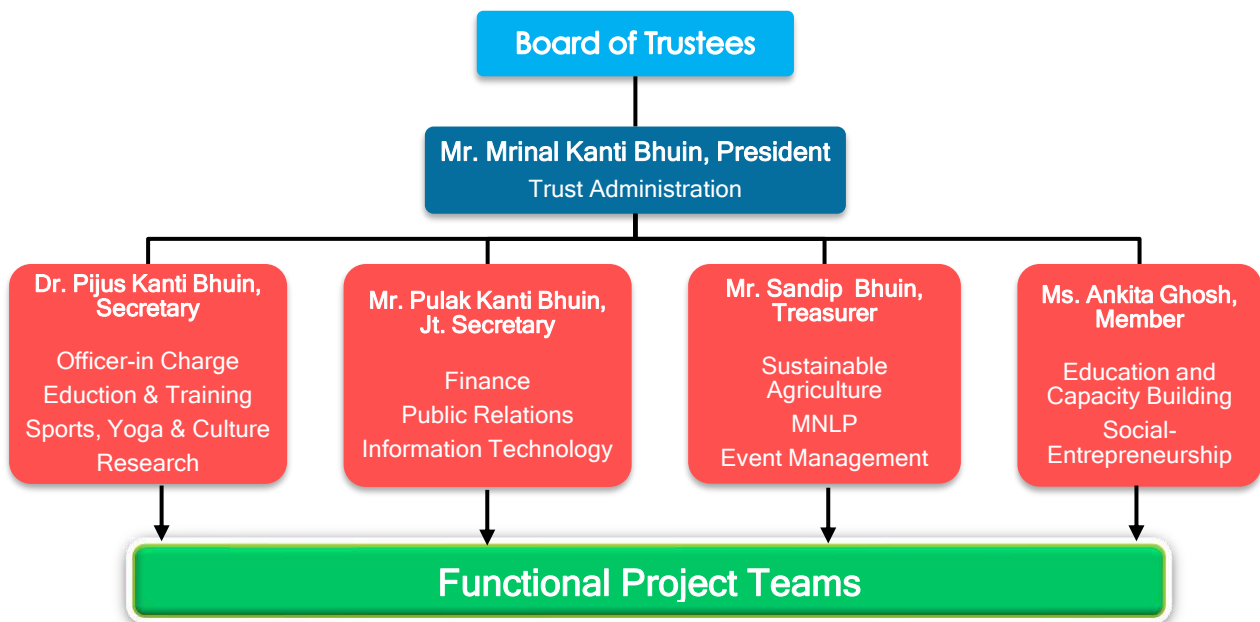 Board of Trustees
Mr. Mrinal Kanti Bhuin, President
Trust Administration
Dr. Pijus Kanti Bhuin,
Secretary
Officer-in Charge
Eduction & Training
Sports, Yoga & Culture
Research
Mr. Pulak Kanti Bhuin,
Jt. Secretary
Finance
Public Relations
Information Technology
Mr. Sandip Bhuin,
Treasurer
Sustainable
Agriculture
MNLP
Event Management
Ms. Ankita Ghosh,
Member
Education and
Capacity Building
Social-
Entrepreneurship
Functional Project Teams